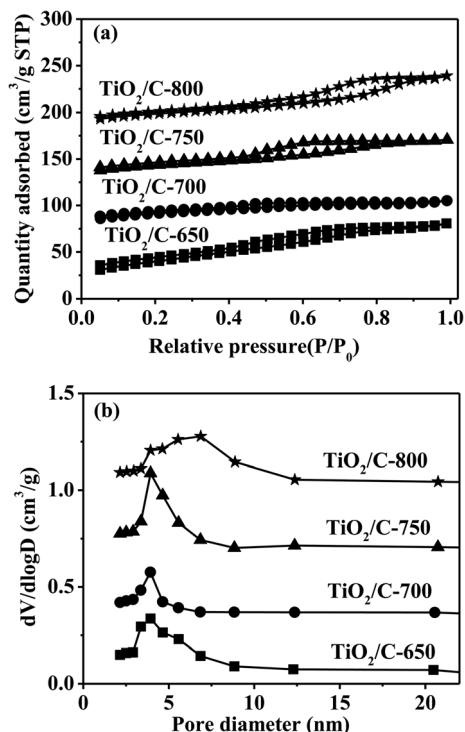 (a)
300
250
200
150
100
50
0
Quantity adsorbed (cm³/g STP)
TiO₂/C-800
TiO₂/C-750
TiO₂/C-700
TiO₂/C-650
0.0 0.2 0.4 0.6 0.8 1.0
Relative pressure(P/P₀)
(b)
1.5
1.0
0.5
0.0
dV/dlogD (cm³/g)
TiO₂/C-800
TiO₂/C-750
TiO₂/C-700
TiO₂/C-650
0 5 10 15 20
Pore diameter (nm)